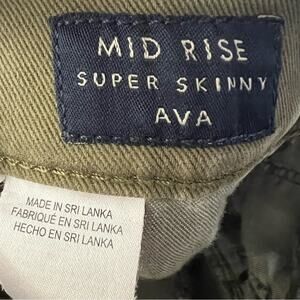 MID RISE
SUPER SKINNY
AVA
MADE IN SRI LANKA
FABRIQUÉ EN SRI LANKA
HECHO EN SRI LANKA